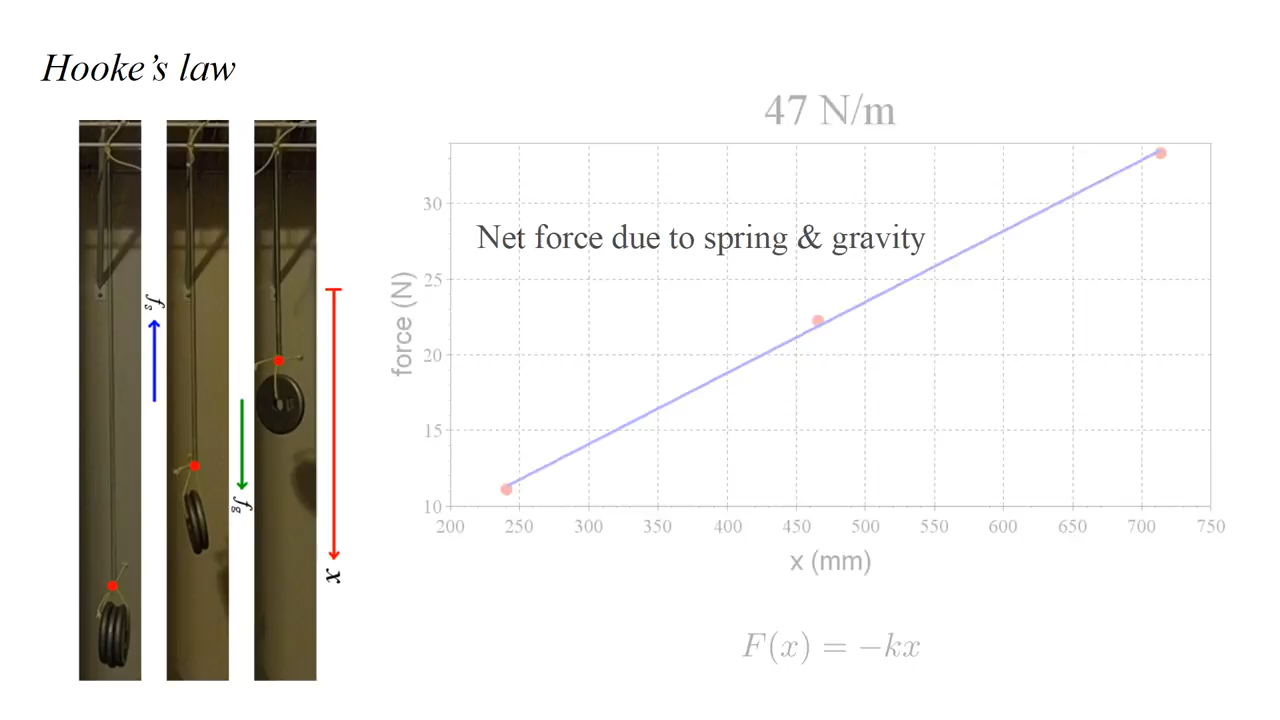 Hooke’s law
47 N/m
Net force due to spring & gravity
force (N)
30
25
20
15
10
200 250 300 350 400 450 500 550 600 650 700 750
x (mm)
f_s
f_g
x
F(x) = −kx